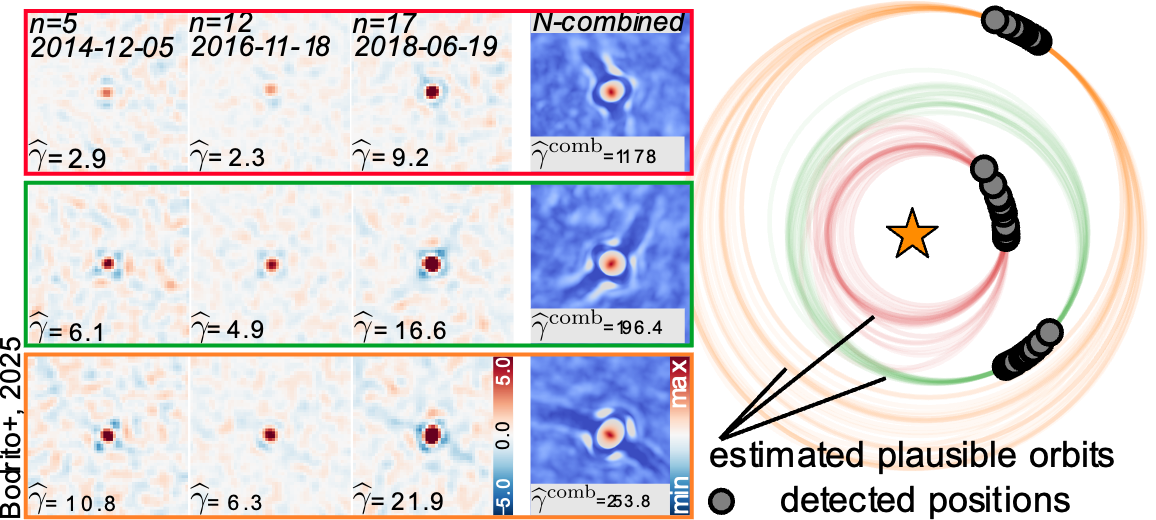 n=5 n=12 n=17 N-combined
2014-12-05 2016-11-18 2018-06-19
γ̂= 2.9 γ̂= 2.3 γ̂= 9.2 γ̂comb=1178
γ̂= 6.1 γ̂= 4.9 γ̂= 16.6 γ̂comb=196.4
γ̂= 10.8 γ̂= 6.3 γ̂= 21.9 γ̂comb=253.8
5.0
0.0
-5.0
max
min
Bodrito+, 2025
estimated plausible orbits
detected positions